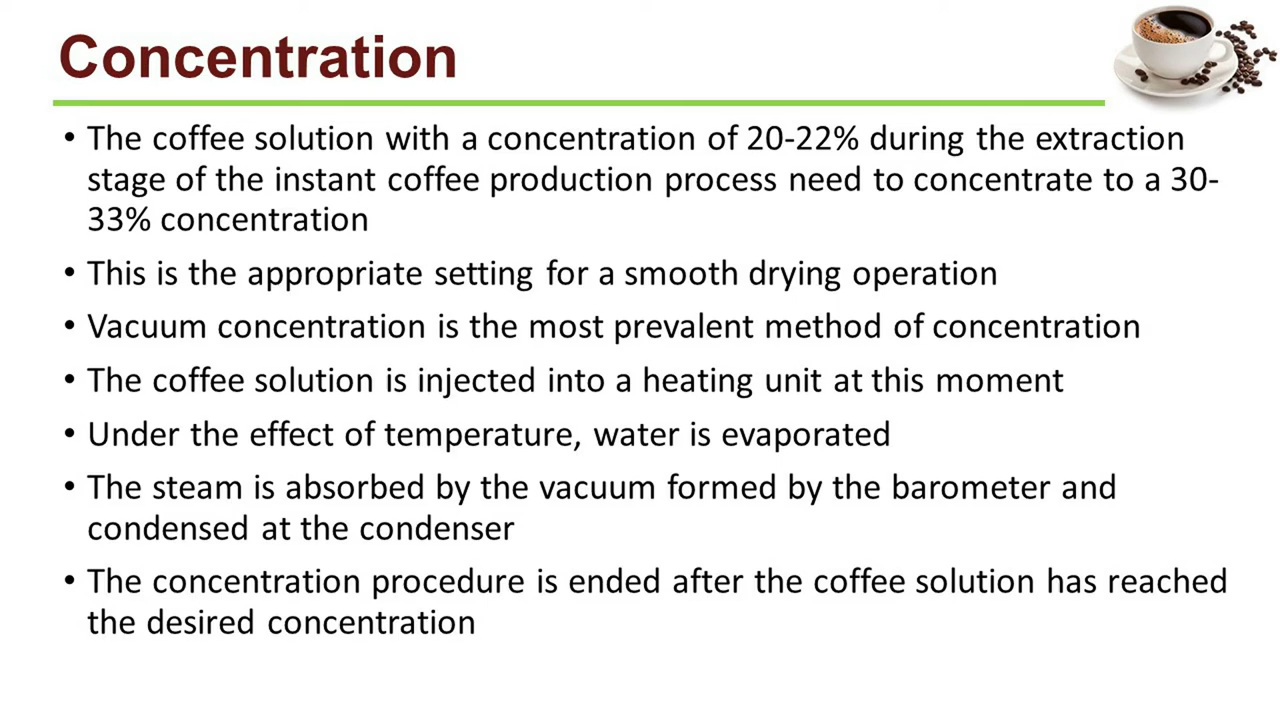 Concentration
• The coffee solution with a concentration of 20-22% during the extraction
stage of the instant coffee production process need to concentrate to a 30-
33% concentration
• This is the appropriate setting for a smooth drying operation
• Vacuum concentration is the most prevalent method of concentration
• The coffee solution is injected into a heating unit at this moment
• Under the effect of temperature, water is evaporated
• The steam is absorbed by the vacuum formed by the barometer and
condensed at the condenser
• The concentration procedure is ended after the coffee solution has reached
the desired concentration